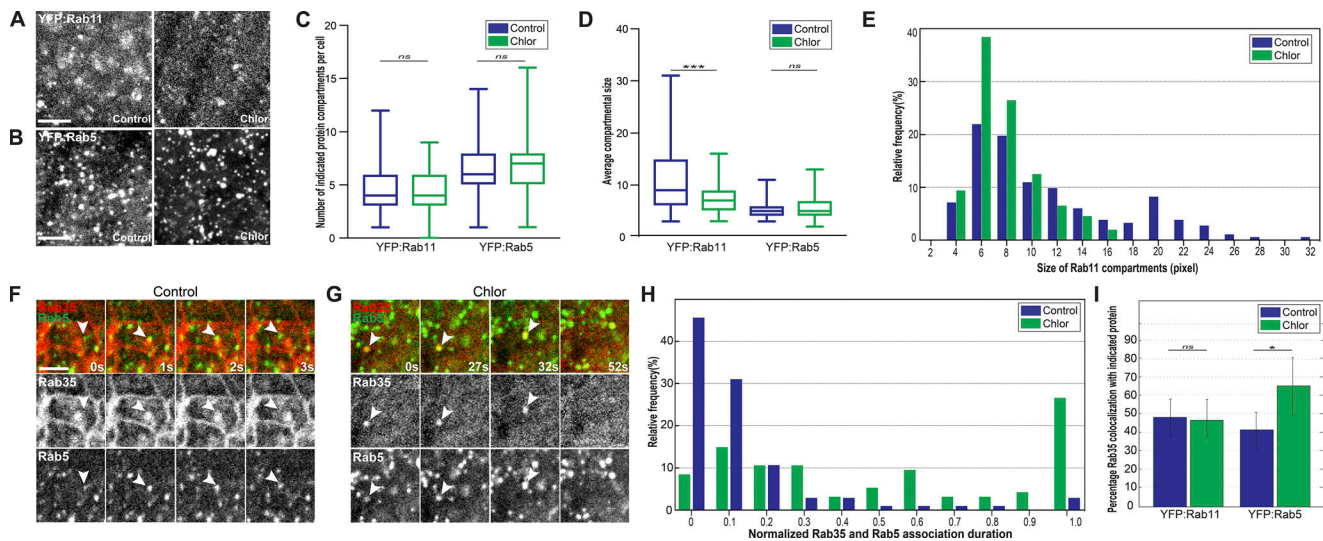 A
YFP:Rab11
Control
Chlor
B
YFP:Rab5
Control
Chlor
C
Control
Chlor
Number of indicated protein compartments per cell
20
15
10
5
0
ns
ns
YFP:Rab11
YFP:Rab5
D
Control
Chlor
Average compartmental size
40
30
20
10
0
***
ns
YFP:Rab11
YFP:Rab5
E
Control
Chlor
Relative frequency(%)
40
30
20
10
0
2 4 6 8 10 12 14 16 18 20 22 24 26 28 30 32
Size of Rab11 compartments (pixel)
F
Control
Rab35
Rab5
0s 1s 2s 3s
Rab35
Rab5
G
Chlor
Rab35
Rab5
0s 27s 32s 52s
Rab35
Rab5
H
Control
Chlor
Relative frequency(%)
50
40
30
20
10
0
0 0.1 0.2 0.3 0.4 0.5 0.6 0.7 0.8 0.9 1.0
Normalized Rab35 and Rab5 association duration
I
Control
Chlor
Percentage Rab35 colocalization with indicated protein
90
80
70
60
50
40
30
20
10
0
ns
*
YFP:Rab11
YFP:Rab5